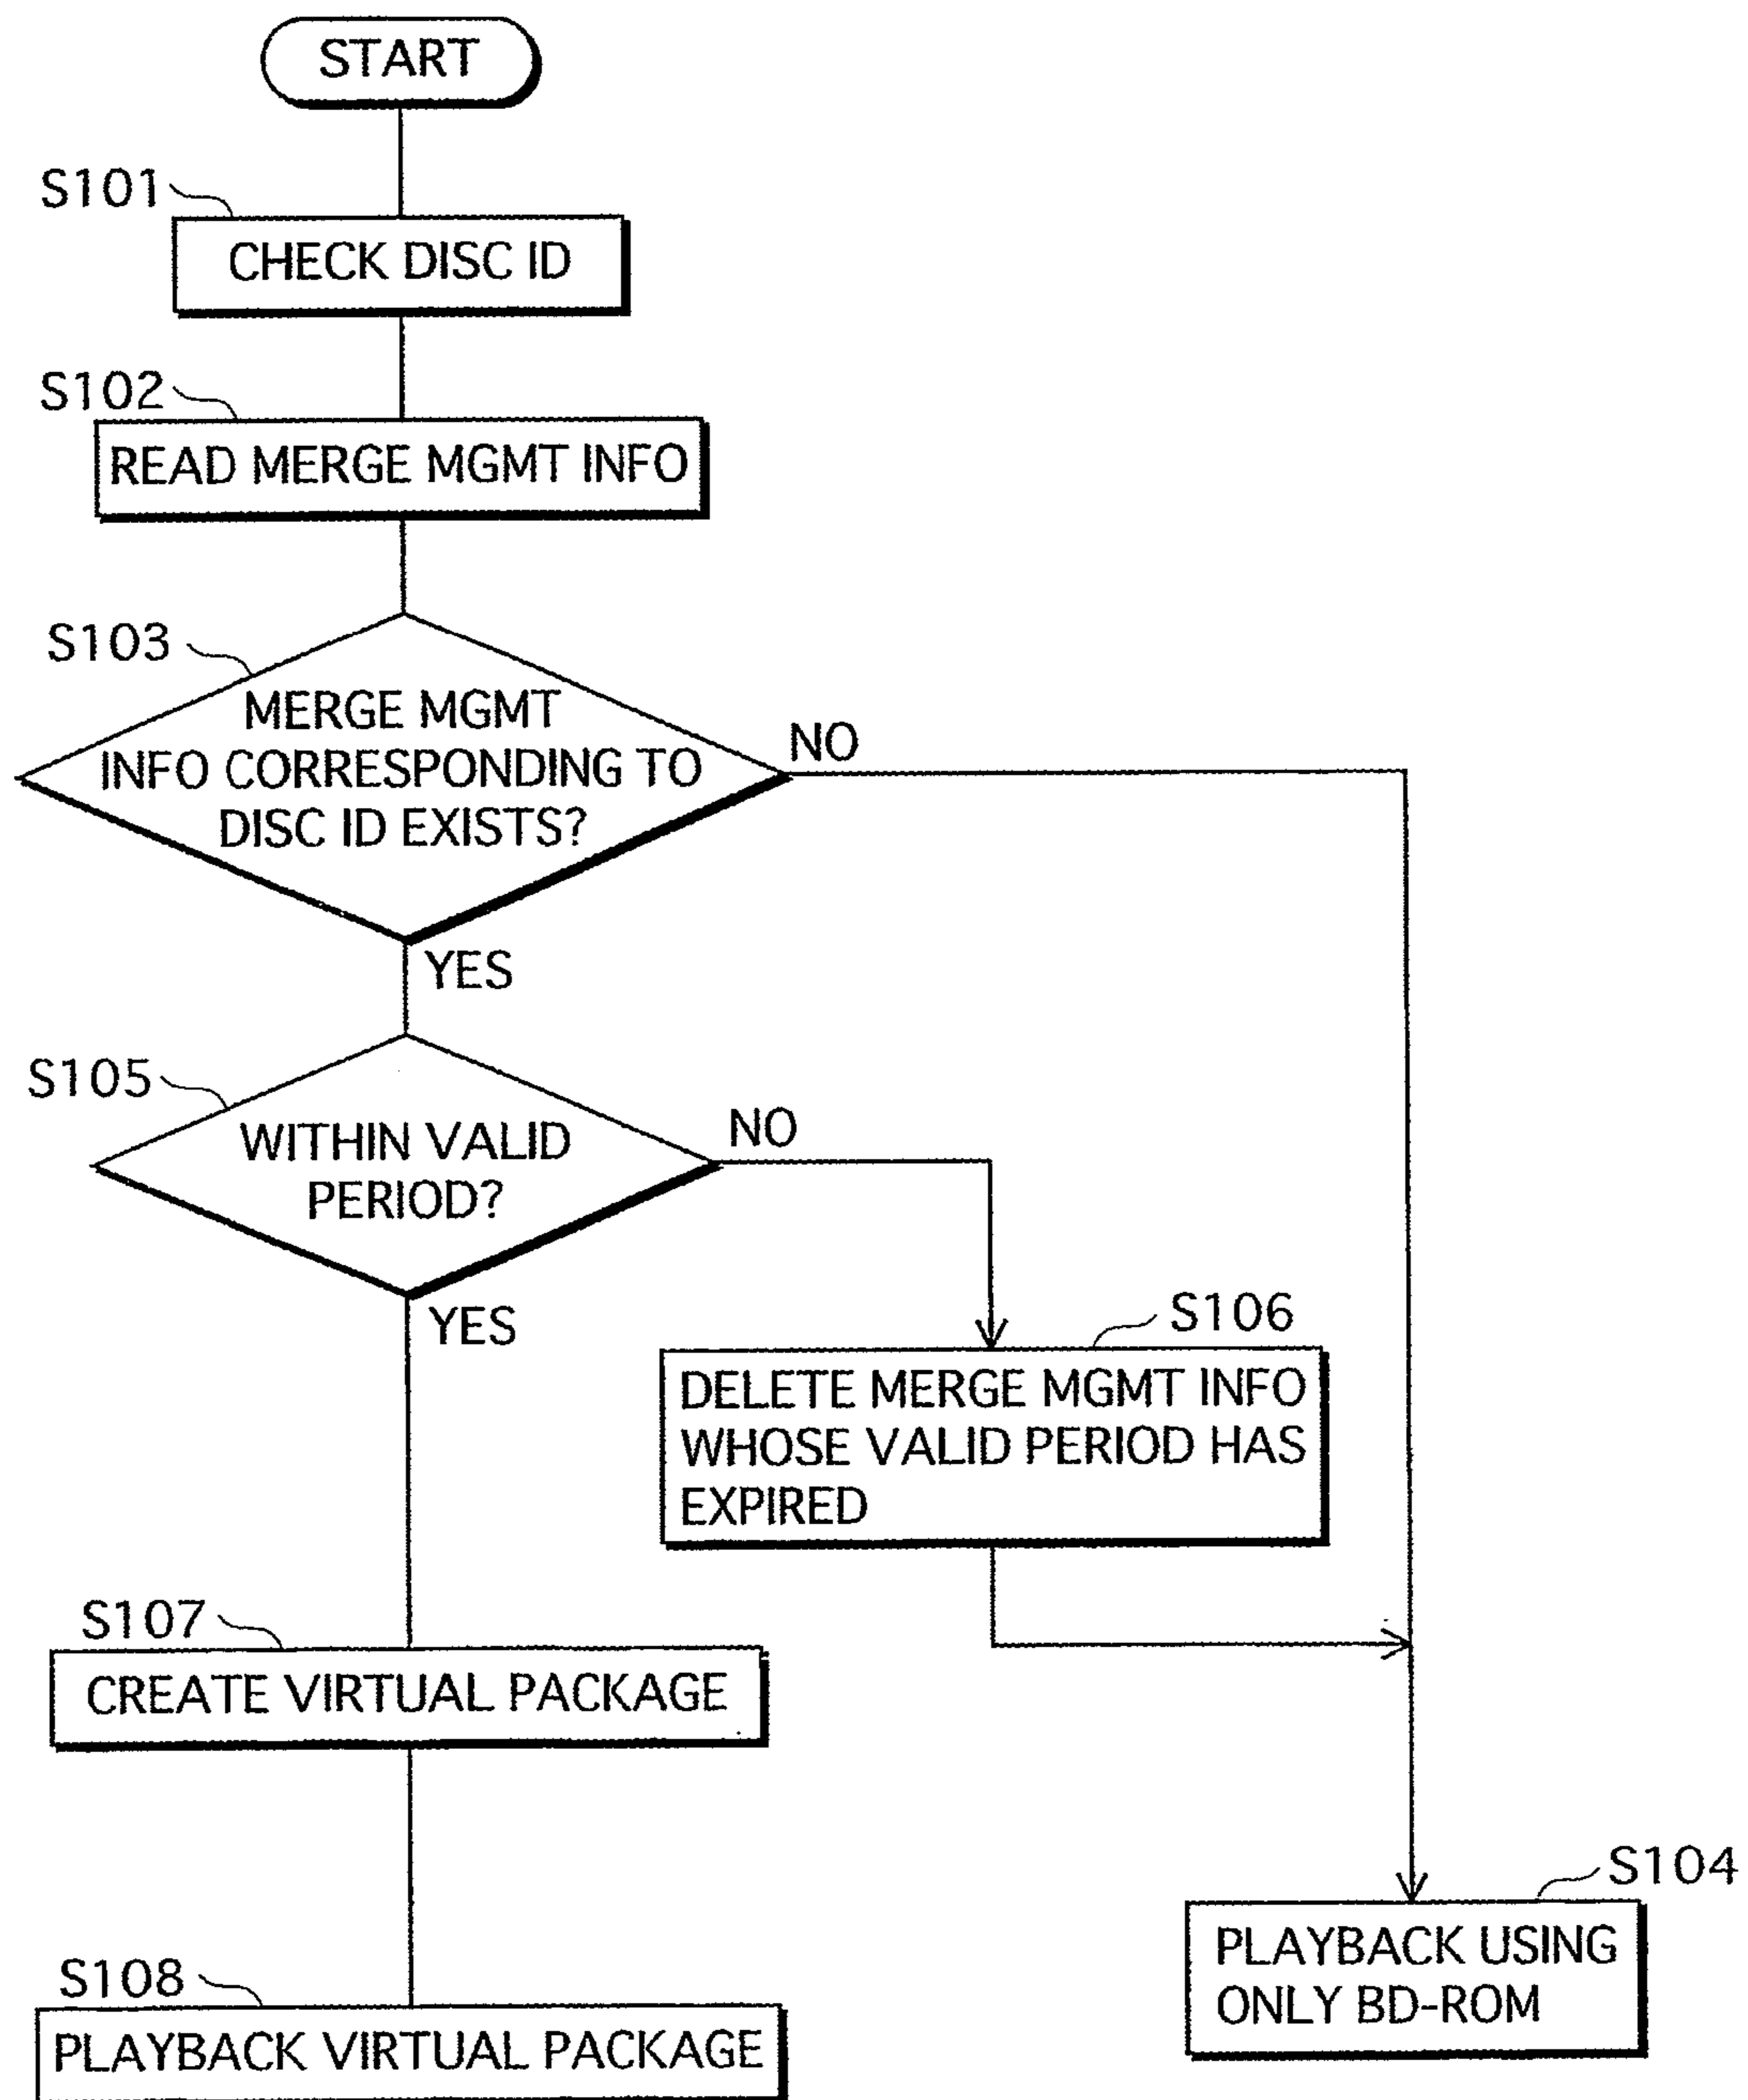 START
S101
CHECK DISC ID
S102
READ MERGE MGMT INFO
S103
MERGE MGMT
INFO CORRESPONDING TO
DISC ID EXISTS?
NO
YES
S105
WITHIN VALID
PERIOD?
NO
YES
S106
DELETE MERGE MGMT INFO
WHOSE VALID PERIOD HAS
EXPIRED
S107
CREATE VIRTUAL PACKAGE
S104
PLAYBACK USING
ONLY BD-ROM
S108
PLAYBACK VIRTUAL PACKAGE